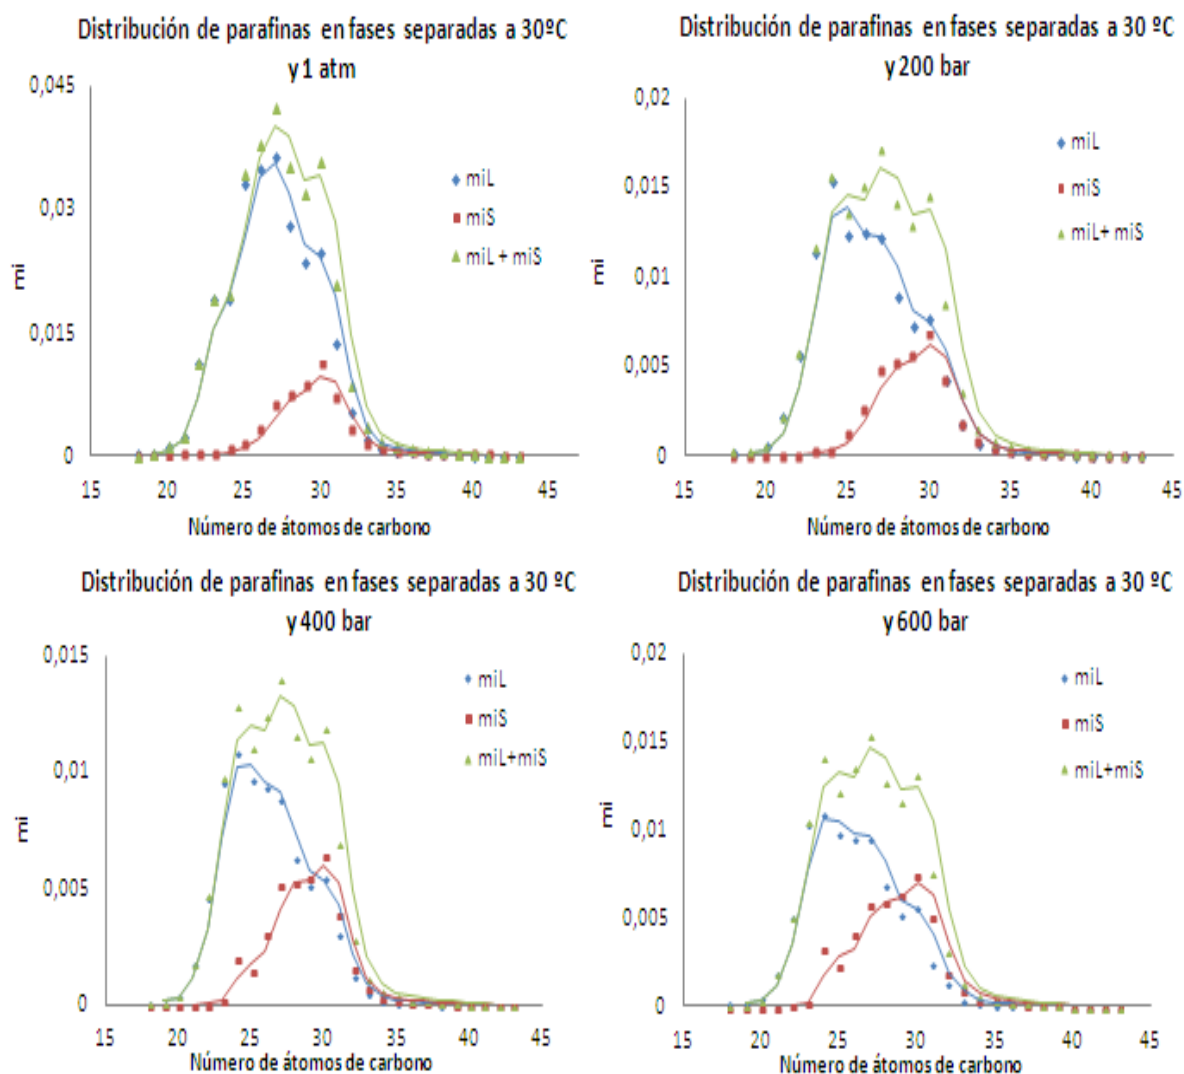 Distribución de parafinas en fases separadas a 30ºC
y 1 atm
0,045
0,03
0,015
0
mi
15 20 25 30 35 40 45
Número de átomos de carbono
miL
miS
miL + miS
Distribución de parafinas en fases separadas a 30 ºC
y 200 bar
0,02
0,015
0,01
0,005
0
mi
15 20 25 30 35 40 45
Número de átomos de carbono
miL
miS
miL+ miS
Distribución de parafinas en fases separadas a 30 ºC
y 400 bar
0,015
0,01
0,005
0
mi
15 20 25 30 35 40 45
Número de átomos de carbono
miL
miS
miL+miS
Distribución de parafinas en fases separadas a 30 ºC
y 600 bar
0,02
0,015
0,01
0,005
0
mi
15 20 25 30 35 40 45
Número de átomos de carbono
miL
miS
miL+miS